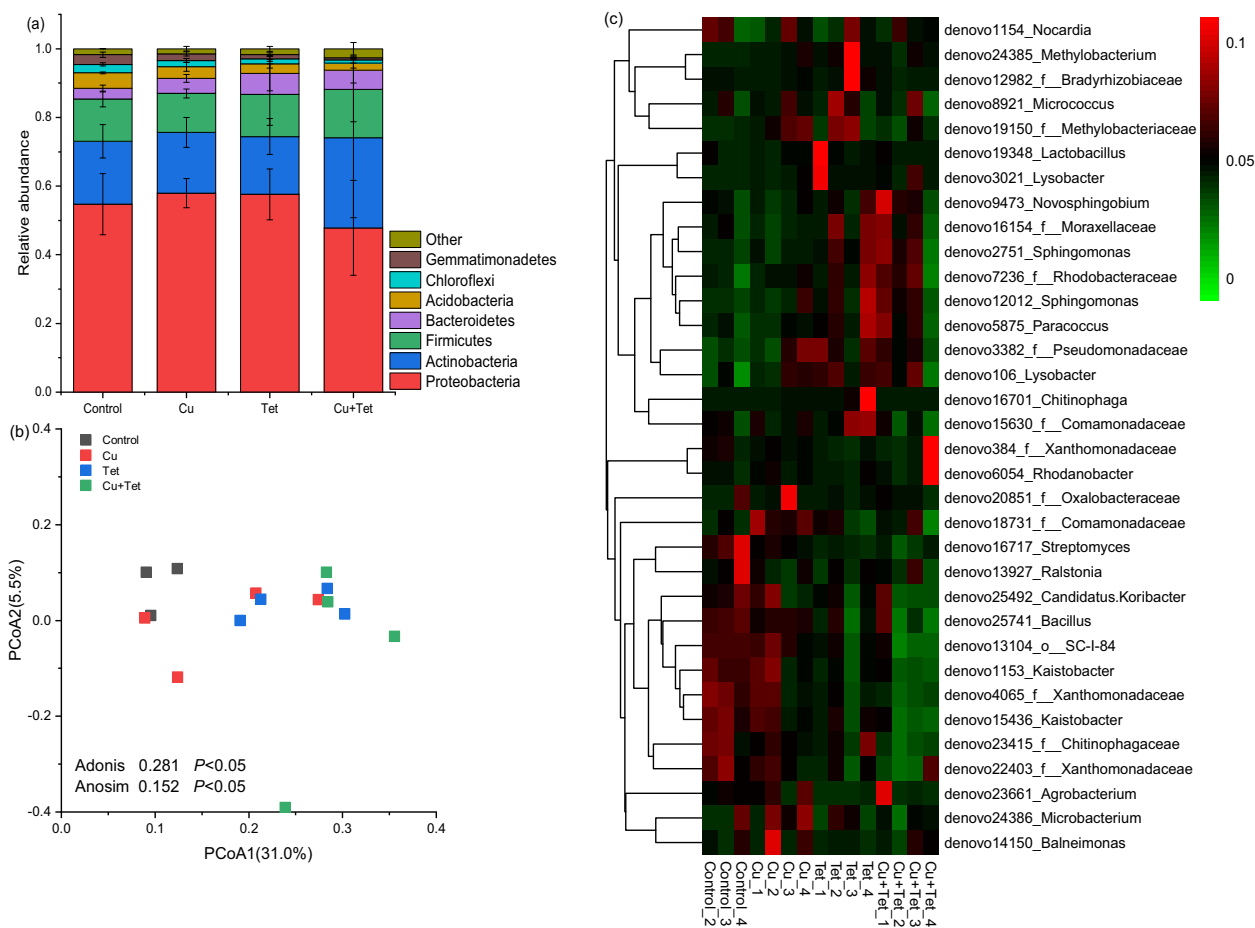 (a)
1.0
0.8
0.6
0.4
0.2
0.0
Relative abundance
Control
Cu
Tet
Cu+Tet
Other
Gemmatimonadetes
Chloroflexi
Acidobacteria
Bacteroidetes
Firmicutes
Actinobacteria
Proteobacteria
(b)
0.4
0.2
0.0
-0.2
-0.4
PCoA2(5.5%)
Control
Cu
Tet
Cu+Tet
Adonis 0.281 P<0.05
Anosim 0.152 P<0.05
0.0
0.1
0.2
0.3
0.4
PCoA1(31.0%)
(c)
denovo1154_Nocardia
denovo24385_Methylobacterium
denovo12982_f__Bradyrhizobiaceae
denovo8921_Micrococcus
denovo19150_f__Methylobacteriaceae
denovo19348_Lactobacillus
denovo3021_Lysobacter
denovo9473_Novosphingobium
denovo16154_f__Moraxellaceae
denovo2751_Sphingomonas
denovo7236_f__Rhodobacteraceae
denovo12012_Sphingomonas
denovo5875_Paracoccus
denovo3382_f__Pseudomonadaceae
denovo106_Lysobacter
denovo16701_Chitinophaga
denovo15630_f__Comamonadaceae
denovo384_f__Xanthomonadaceae
denovo6054_Rhodanobacter
denovo20851_f__Oxalobacteraceae
denovo18731_f__Comamonadaceae
denovo16717_Streptomyces
denovo13927_Ralstonia
denovo25492_Candidatus.Koribacter
denovo25741_Bacillus
denovo13104_o__SC-I-84
denovo1153_Kaistobacter
denovo4065_f__Xanthomonadaceae
denovo15436_Kaistobacter
denovo23415_f__Chitinophagaceae
denovo22403_f__Xanthomonadaceae
denovo23661_Agrobacterium
denovo24386_Microbacterium
denovo14150_Balneimonas
Control_2
Control_3
Control_4
Cu_1
Cu_2
Cu_3
Cu_4
Tet_1
Tet_2
Tet_3
Tet_4
Cu+Tet_1
Cu+Tet_2
Cu+Tet_3
Cu+Tet_4
0.1
0.05
0